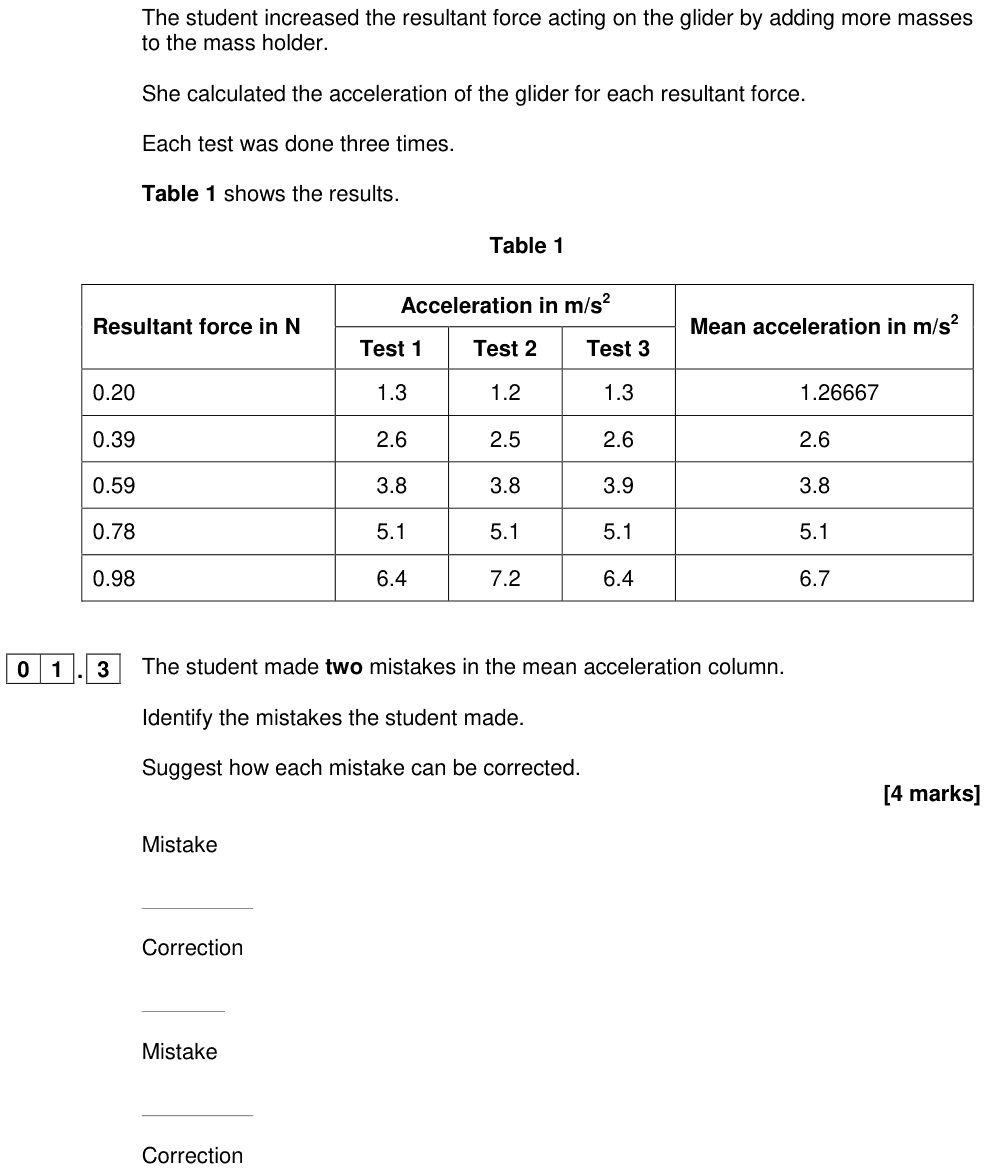 The student increased the resultant force acting on the glider by adding more masses
to the mass holder.
She calculated the acceleration of the glider for each resultant force.
Each test was done three times.
Table 1 shows the results.
Table 1
Resultant force in N Acceleration in m/s² Mean acceleration in m/s²
Test 1 Test 2 Test 3
0.20 1.3 1.2 1.3 1.26667
0.39 2.6 2.5 2.6 2.6
0.59 3.8 3.8 3.9 3.8
0.78 5.1 5.1 5.1 5.1
0.98 6.4 7.2 6.4 6.7
0 1 . 3 The student made two mistakes in the mean acceleration column.
Identify the mistakes the student made.
Suggest how each mistake can be corrected.
[4 marks]
Mistake
Correction
Mistake
Correction